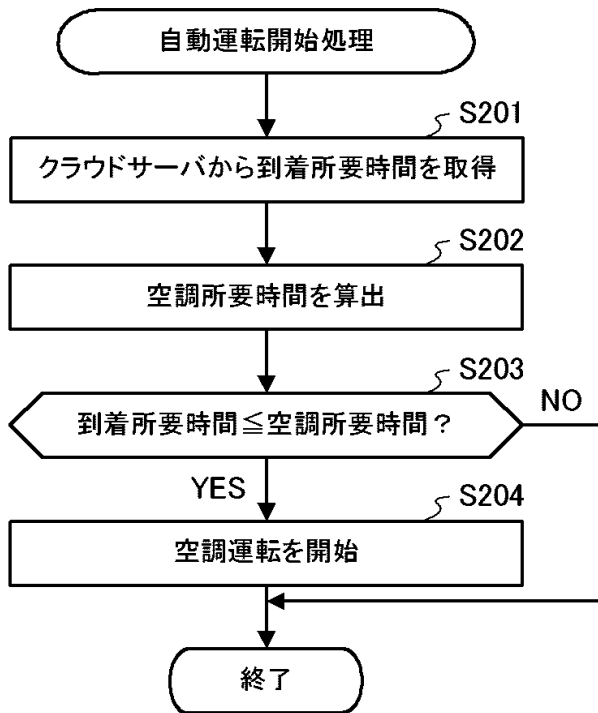 自動運転開始処理
S201
クラウドサーバから到着所要時間を取得
S202
空調所要時間を算出
S203
到着所要時間≦空調所要時間？
NO
YES
S204
空調運転を開始
終了